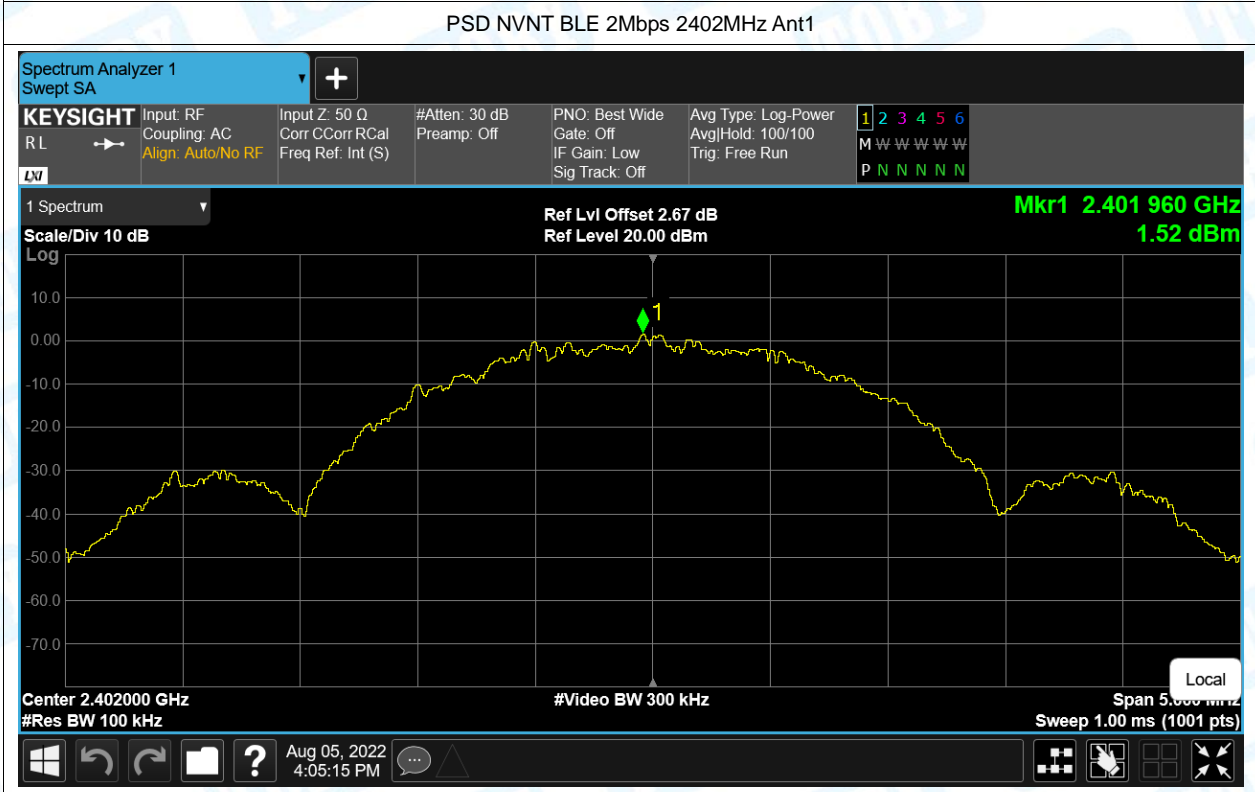 PSD NVNT BLE 2Mbps 2402MHz Ant1
Spectrum Analyzer 1
Swept SA
KEYSIGHT
R L
LXI
Input: RF
Coupling: AC
Align: Auto/No RF
Input Z: 50 Ω
Corr CCorr RCal
Freq Ref: Int (S)
#Atten: 30 dB
Preamp: Off
PNO: Best Wide
Gate: Off
IF Gain: Low
Sig Track: Off
Avg Type: Log-Power
Avg|Hold: 100/100
Trig: Free Run
1 2 3 4 5 6
M W W W W W
P N N N N N
1 Spectrum
Scale/Div 10 dB
Log
Ref Lvl Offset 2.67 dB
Ref Level 20.00 dBm
Mkr1 2.401 960 GHz
1.52 dBm
1
10.0
0.00
-10.0
-20.0
-30.0
-40.0
-50.0
-60.0
-70.0
Local
Center 2.402000 GHz
#Video BW 300 kHz
Span 5.000 MHz
#Res BW 100 kHz
Sweep 1.00 ms (1001 pts)
Aug 05, 2022
4:05:15 PM